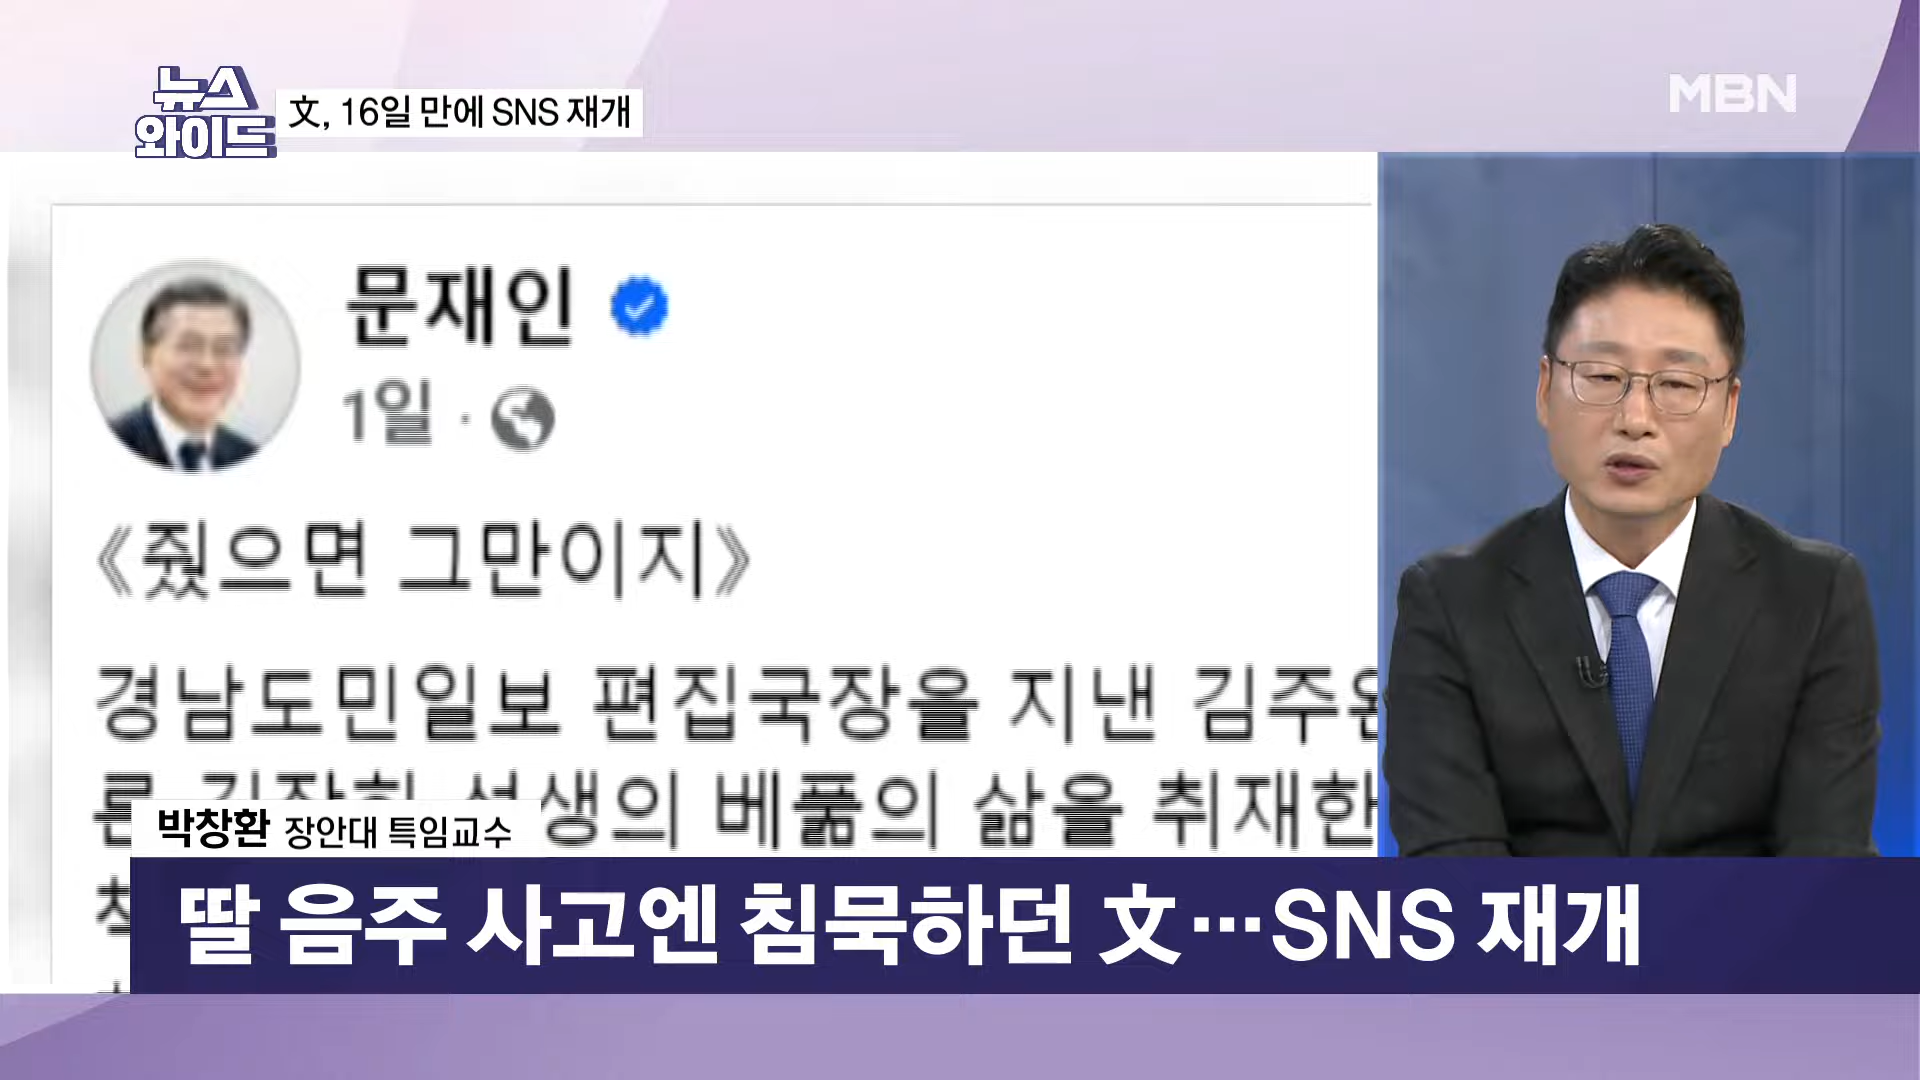 뉴스
와이드
文, 16일 만에 SNS 재개
MBN
문재인
1일 ·
《줬으면 그만이지》
경남도민일보 편집국장을 지낸 김주완
생의 베품의 삶을 취재한
박창환 장안대 특임교수
딸 음주 사고엔 침묵하던 文…SNS 재개